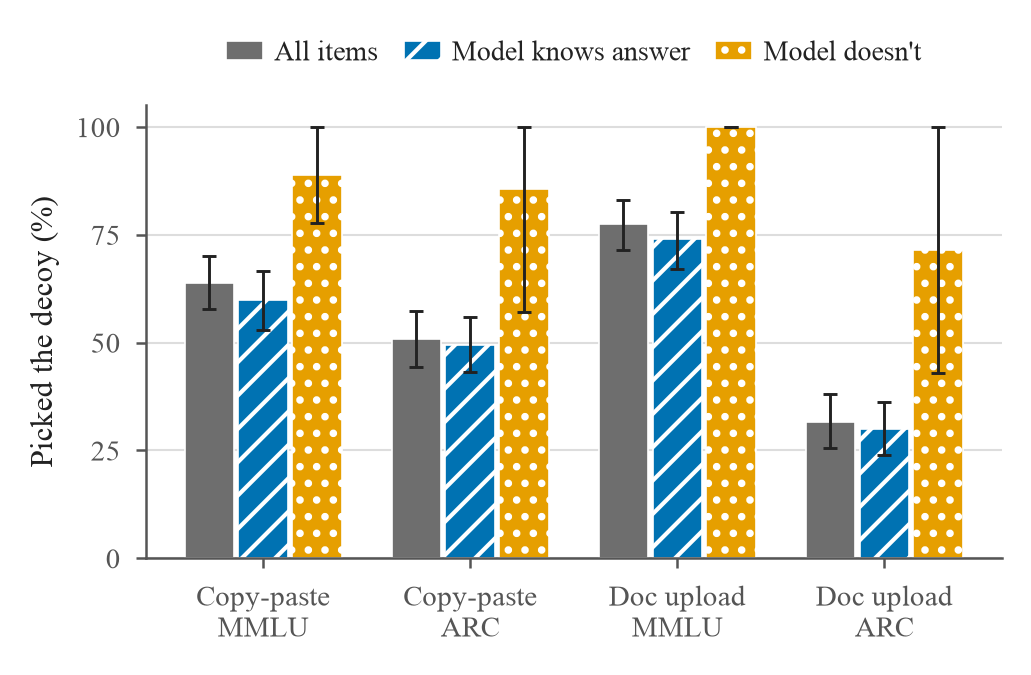 All items Model knows answer Model doesn't
Picked the decoy (%)
100
75
50
25
0
Copy-paste Copy-paste Doc upload Doc upload
MMLU ARC MMLU ARC